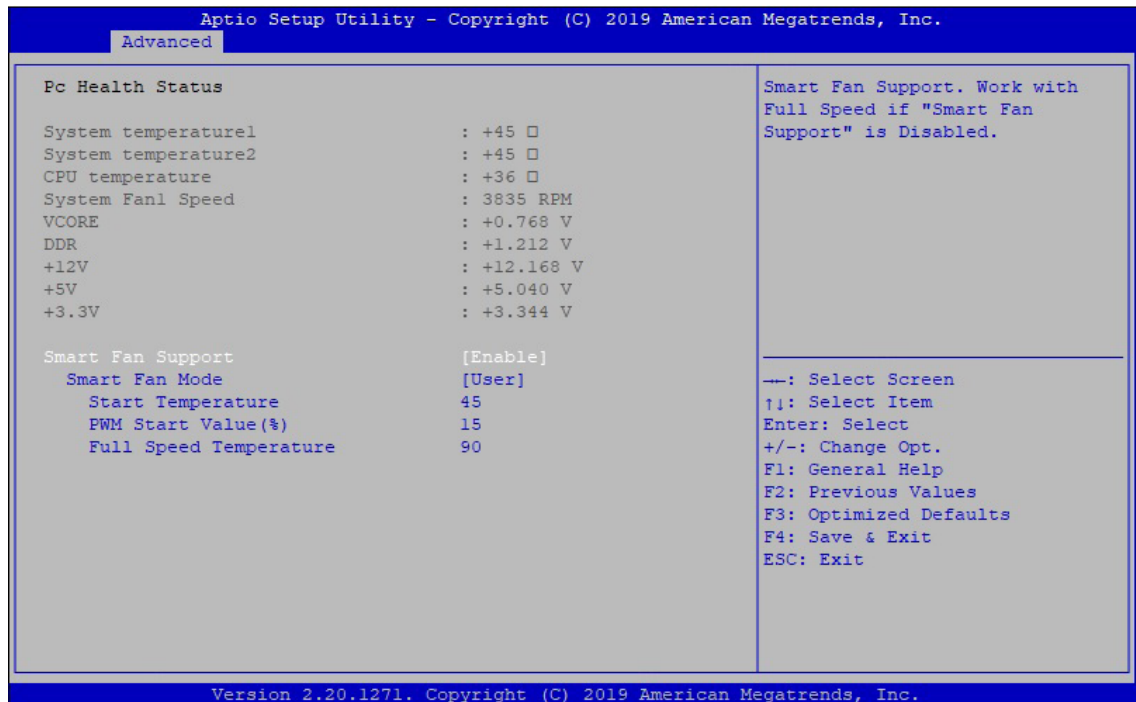 Aptio Setup Utility - Copyright (C) 2019 American Megatrends, Inc.
Advanced
Pc Health Status
System temperature1 : +45 □
System temperature2 : +45 □
CPU temperature : +36 □
System Fan1 Speed : 3835 RPM
VCORE : +0.768 V
DDR : +1.212 V
+12V : +12.168 V
+5V : +5.040 V
+3.3V : +3.344 V
Smart Fan Support [Enable]
Smart Fan Mode [User]
Start Temperature 45
PWM Start Value(%) 15
Full Speed Temperature 90
Smart Fan Support. Work with
Full Speed if "Smart Fan
Support" is Disabled.
→←: Select Screen
↑↓: Select Item
Enter: Select
+/-: Change Opt.
F1: General Help
F2: Previous Values
F3: Optimized Defaults
F4: Save & Exit
ESC: Exit
Version 2.20.1271. Copyright (C) 2019 American Megatrends, Inc.